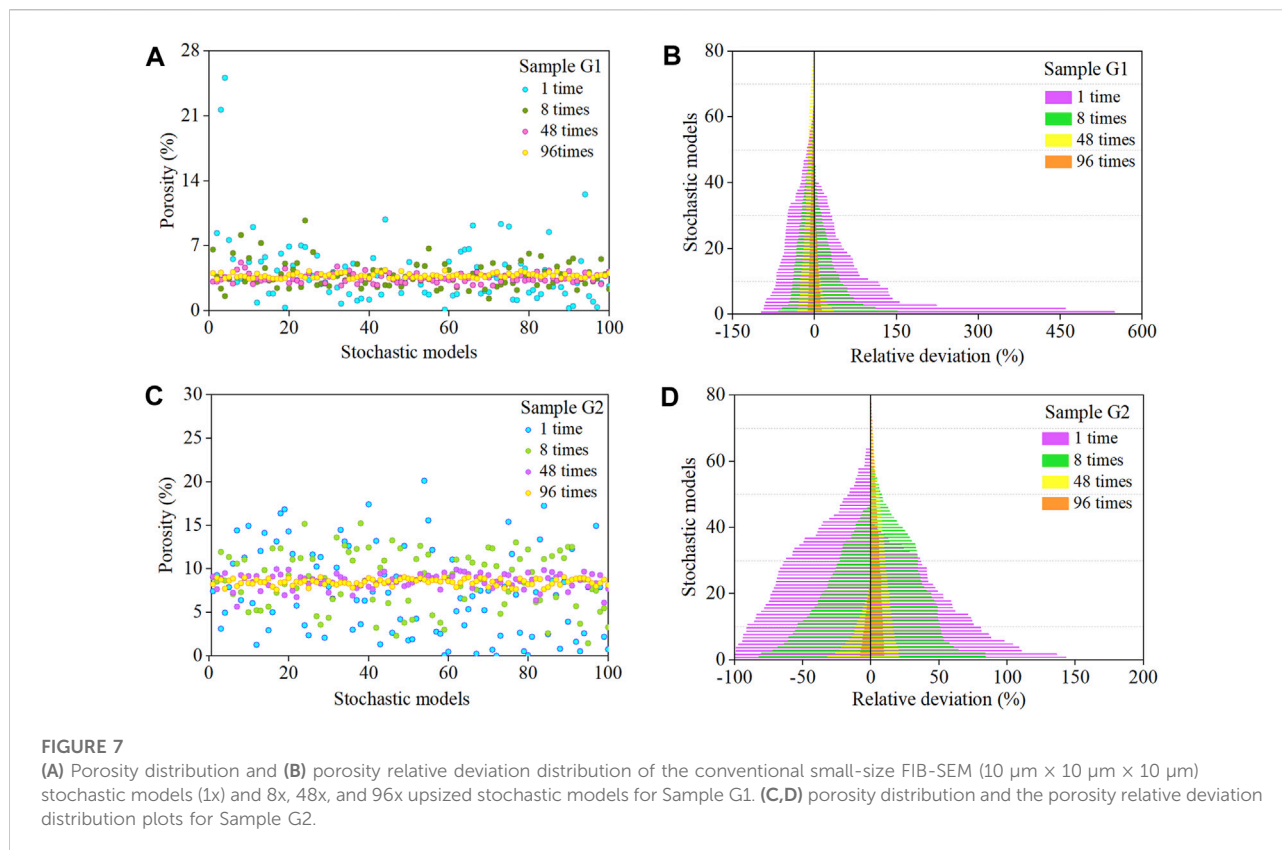 A
28
21
14
7
0
Porosity (%)
0 20 40 60 80 100
Stochastic models
Sample G1
1 time
8 times
48 times
96times
B
80
60
40
20
0
Stochastic models
-150 0 150 300 450 600
Relative deviation (%)
Sample G1
1 time
8 times
48 times
96 times
C
30
25
20
15
10
5
0
Porosity (%)
0 20 40 60 80 100
Stochastic models
Sample G2
1 time
8 times
48 times
96 times
D
80
60
40
20
0
Stochastic models
-100 -50 0 50 100 150 200
Relative deviation (%)
Sample G2
1 time
8 times
48 times
96 times
FIGURE 7
(A) Porosity distribution and (B) porosity relative deviation distribution of the conventional small-size FIB-SEM (10 μm × 10 μm × 10 μm)
stochastic models (1x) and 8x, 48x, and 96x upsized stochastic models for Sample G1. (C,D) porosity distribution and the porosity relative deviation
distribution plots for Sample G2.